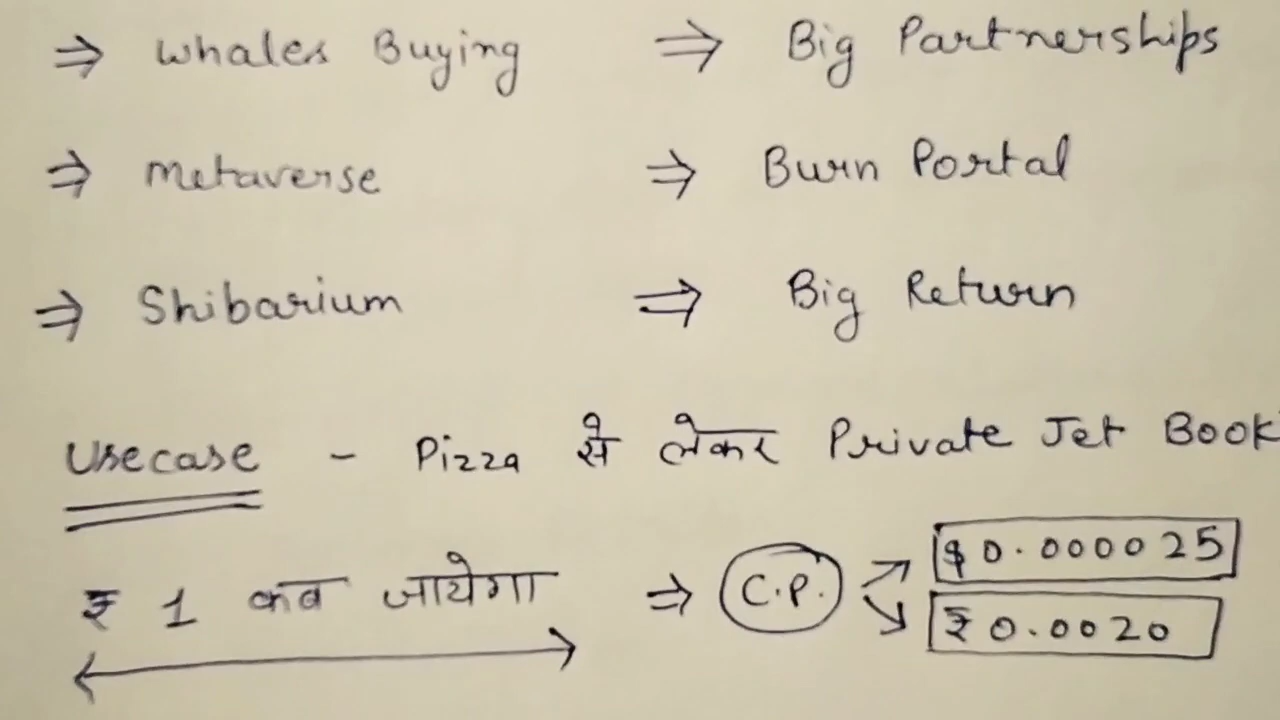 ⇒ Whales Buying ⇒ Big Partnerships
⇒ Metaverse ⇒ Burn Portal
⇒ Shibarium ⇒ Big Return
Usecase - Pizza से लेकर Private Jet Book
₹ 1 कब जायेगा ⇒ C.P. $0.000025
₹0.0020